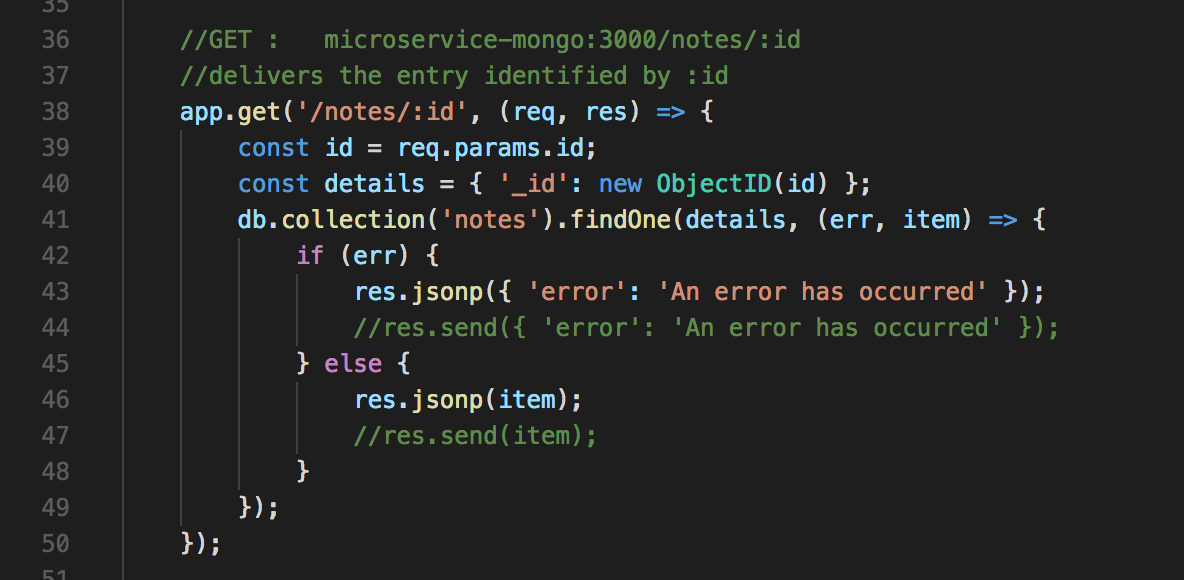 35
36 //GET :   microservice-mongo:3000/notes/:id
37 //delivers the entry identified by :id
38 app.get('/notes/:id', (req, res) => {
39     const id = req.params.id;
40     const details = { '_id': new ObjectID(id) };
41     db.collection('notes').findOne(details, (err, item) => {
42         if (err) {
43             res.jsonp({ 'error': 'An error has occurred' });
44             //res.send({ 'error': 'An error has occurred' });
45         } else {
46             res.jsonp(item);
47             //res.send(item);
48         }
49     });
50 });
51